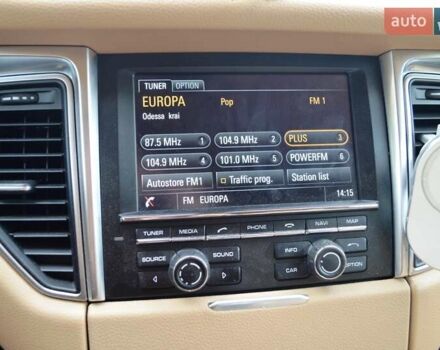 auto
TUNER OPTION
EUROPA Pop FM 1
Odessa krai
87.5 MHz 1 104.9 MHz 2 PLUS 3
104.9 MHz 4 101.0 MHz 5 POWERFM 6
Autostore FM1 Traffic prog. Station list
FM EUROPA 14:15
TUNER MEDIA PHONE NAVI MAP
SOURCE SOUND INFO
CAR OPTION